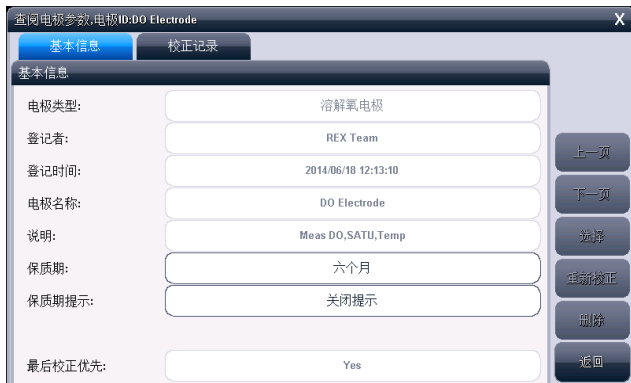 查阅电极参数,电极ID:DO Electrode X
基本信息 校正记录
基本信息
电极类型: 溶解氧电极
登记者: REX Team
登记时间: 2014/06/18 12:13:10
电极名称: DO Electrode
说明: Meas DO,SATU,Temp
保质期: 六个月
保质期提示: 关闭提示
最后校正优先: Yes
上一页
下一页
选择
重新校正
删除
返回